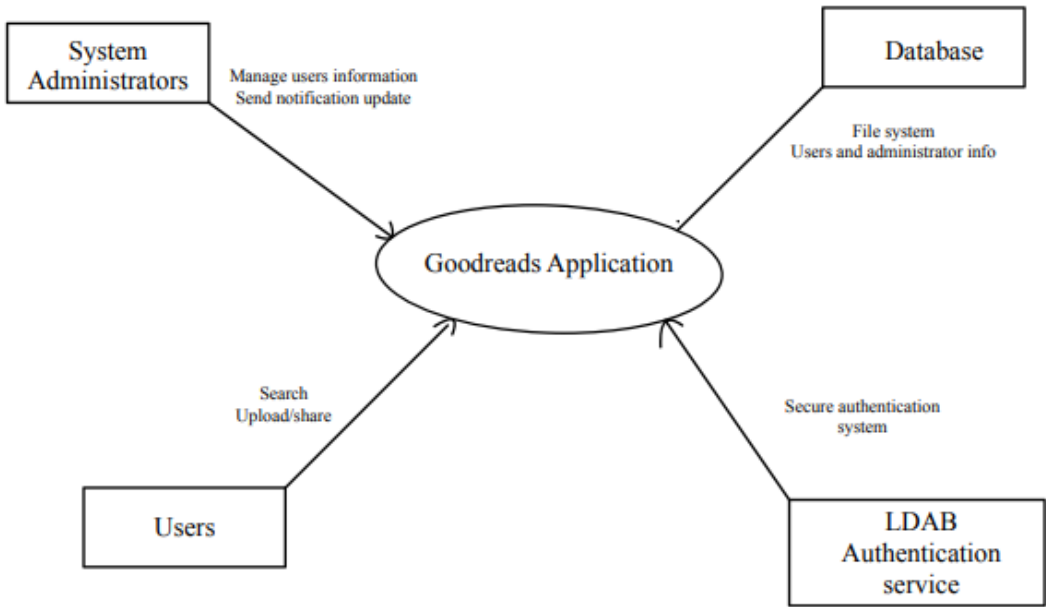 System
Administrators
Manage users information
Send notification update
Database
File system
Users and administrator info
Goodreads Application
Search
Upload/share
Secure authentication
system
Users
LDAB
Authentication
service